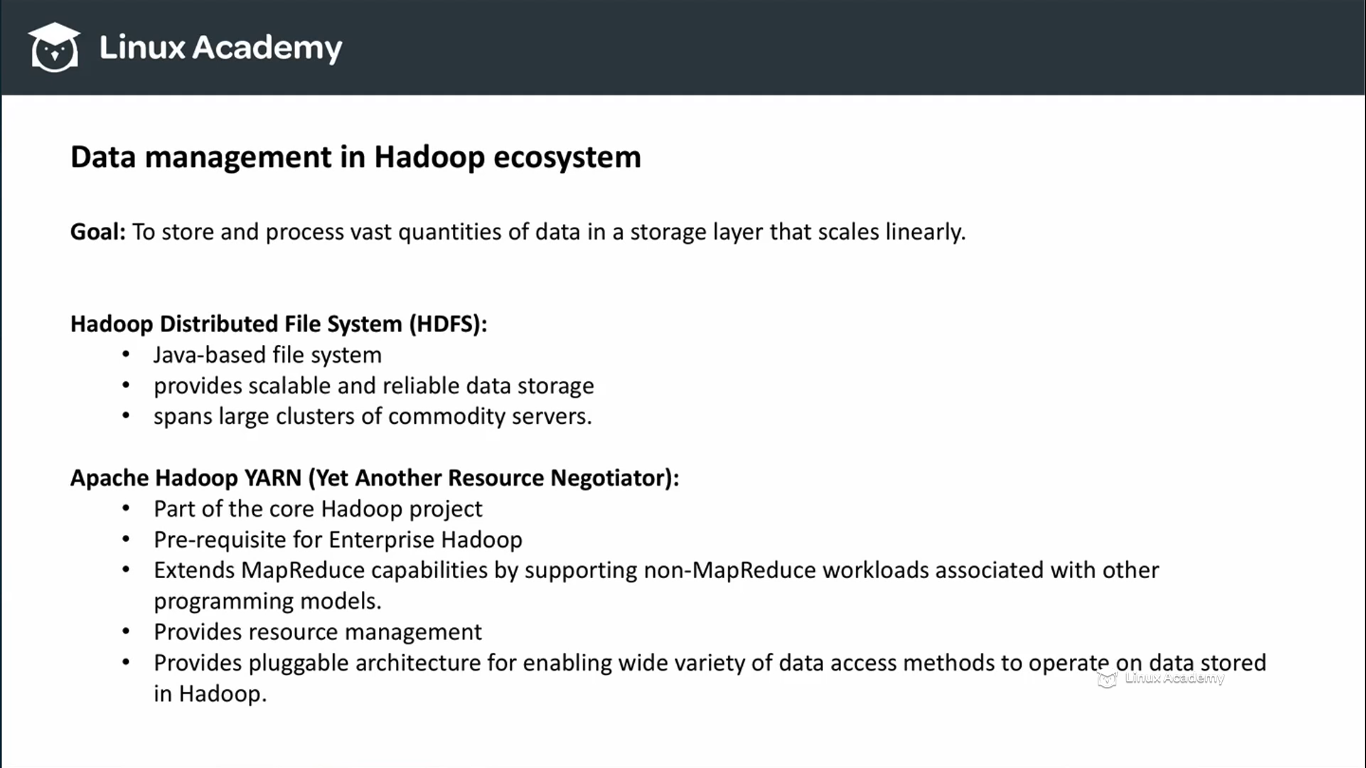 Linux Academy
Data management in Hadoop ecosystem
Goal: To store and process vast quantities of data in a storage layer that scales linearly.
Hadoop Distributed File System (HDFS):
• Java-based file system
• provides scalable and reliable data storage
• spans large clusters of commodity servers.
Apache Hadoop YARN (Yet Another Resource Negotiator):
• Part of the core Hadoop project
• Pre-requisite for Enterprise Hadoop
• Extends MapReduce capabilities by supporting non-MapReduce workloads associated with other
programming models.
• Provides resource management
• Provides pluggable architecture for enabling wide variety of data access methods to operate on data stored
in Hadoop.
Linux Academy